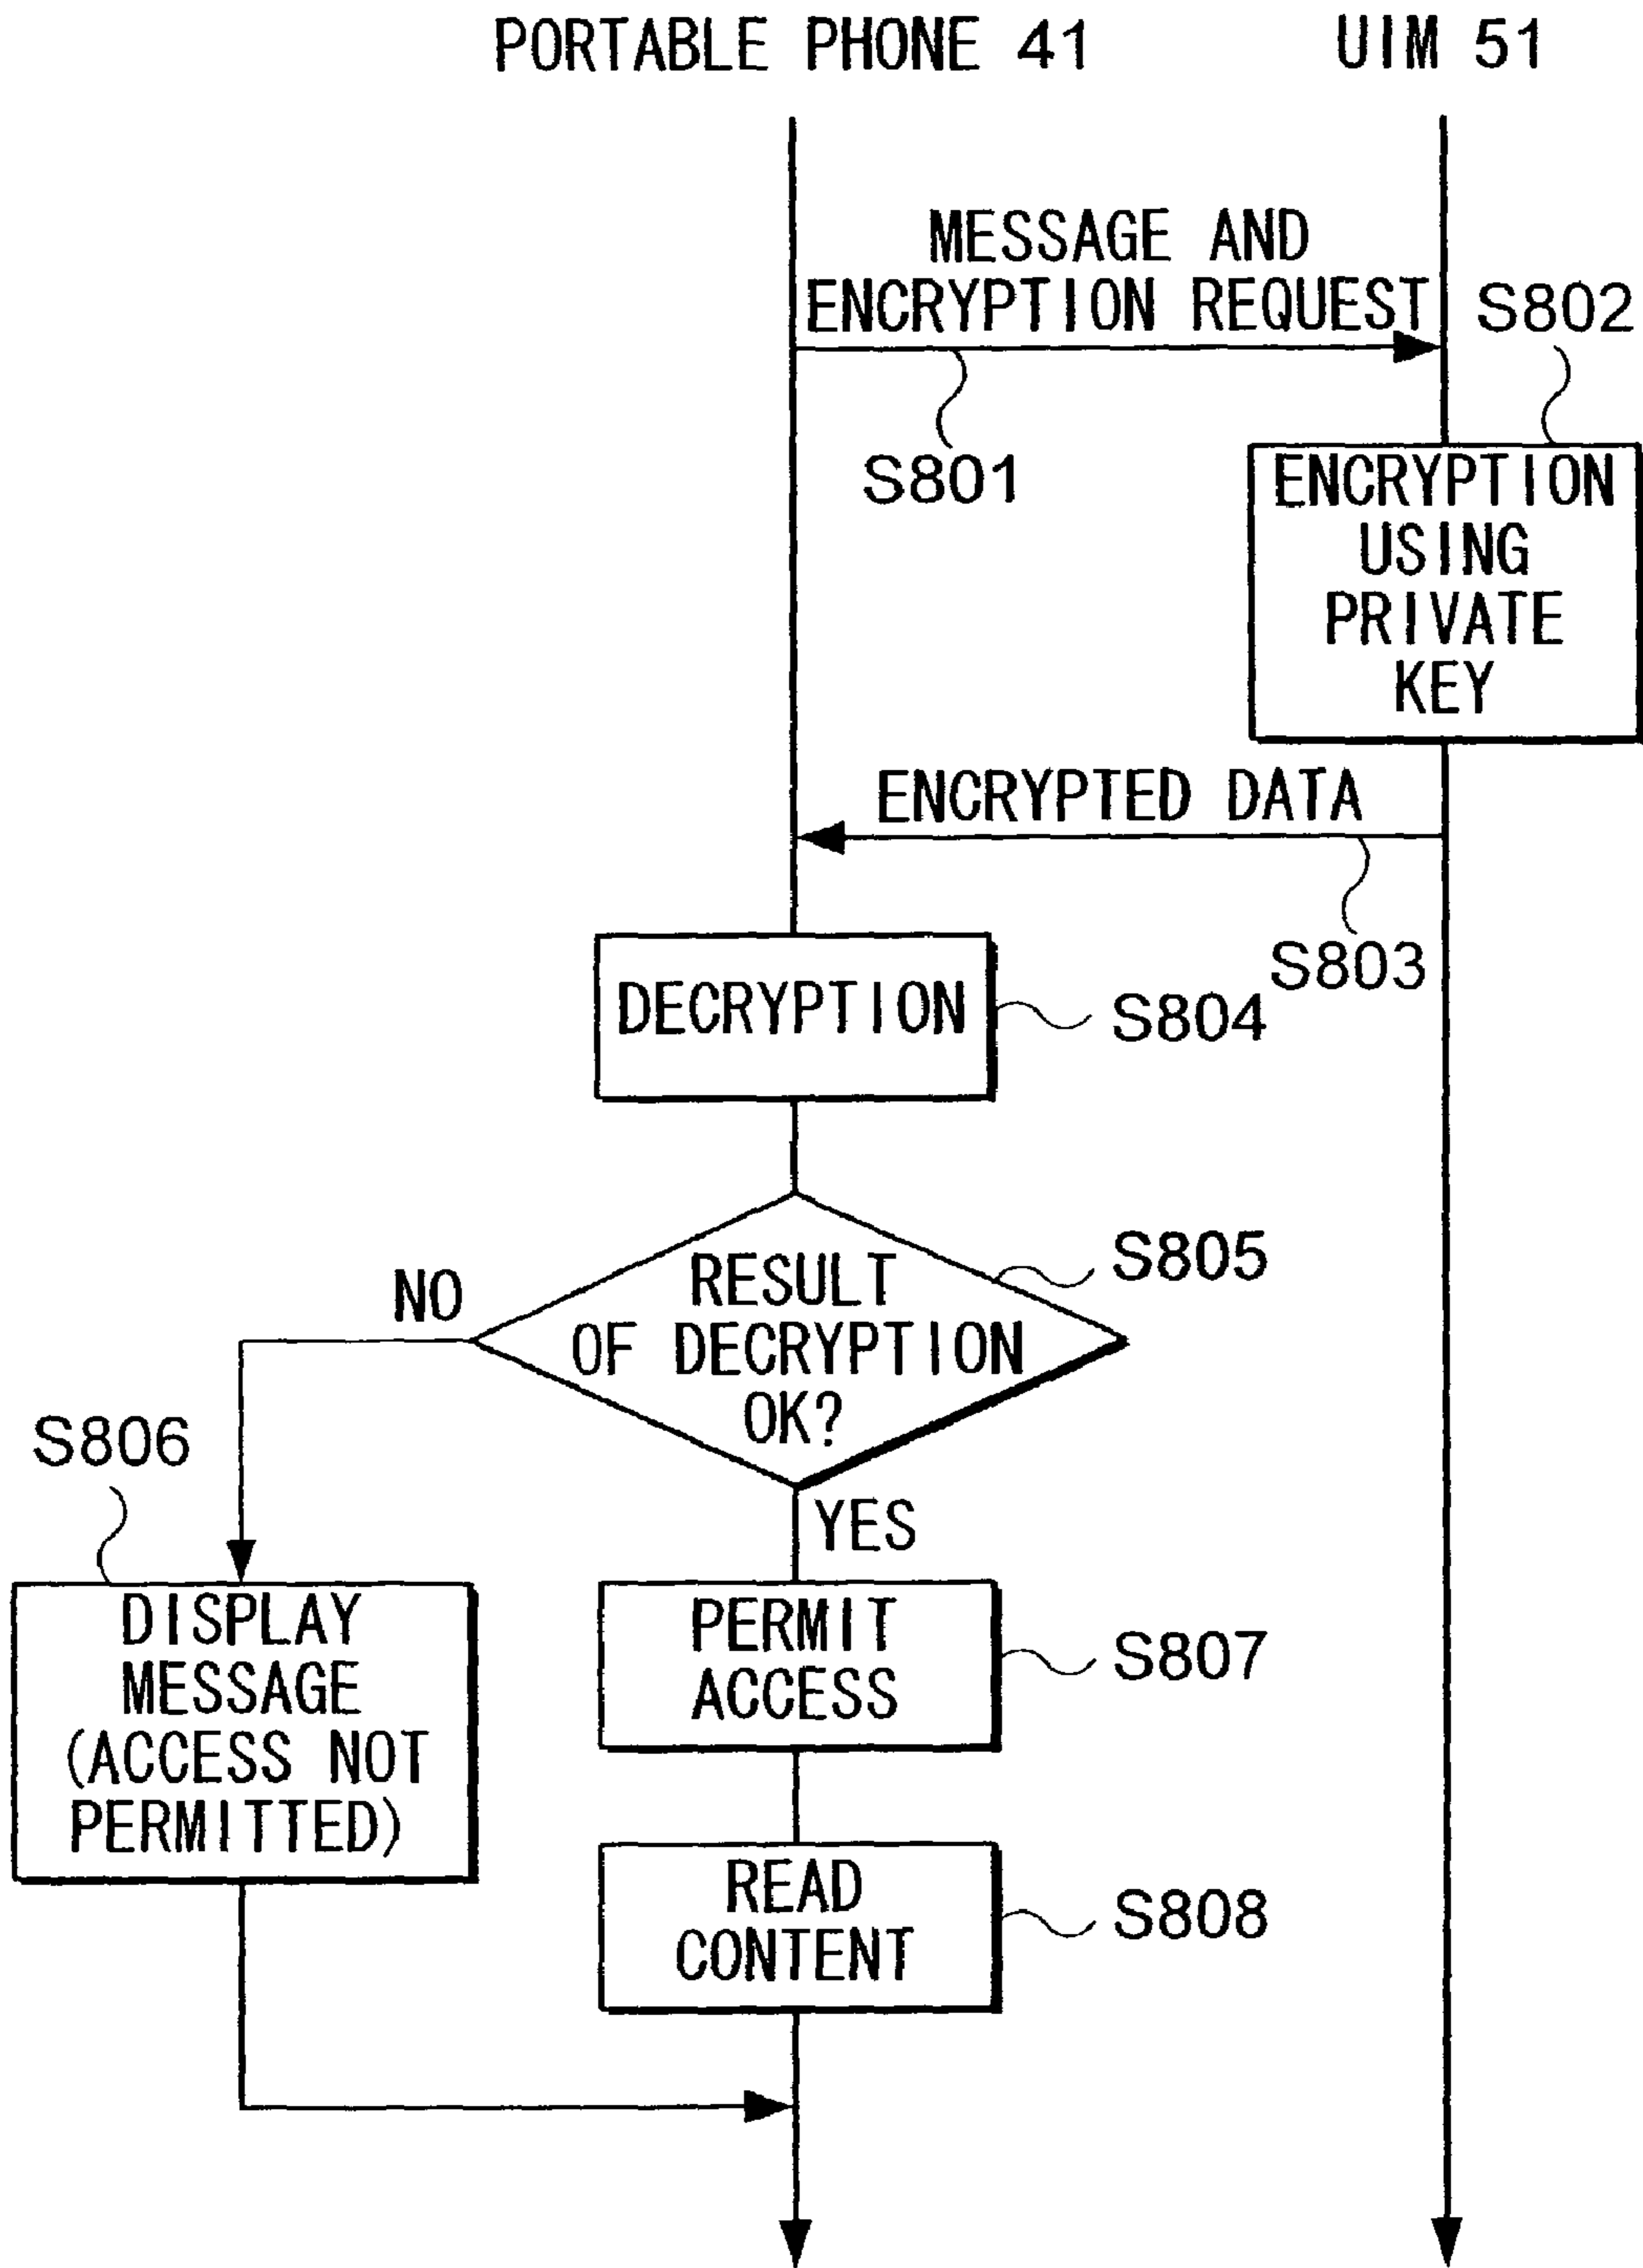 PORTABLE PHONE 41
UIM 51
MESSAGE AND
ENCRYPTION REQUEST
S802
S801
ENCRYPTION
USING
PRIVATE
KEY
ENCRYPTED DATA
S803
DECRYPTION
S804
S805
NO
RESULT
OF DECRYPTION
OK?
S806
YES
DISPLAY
MESSAGE
(ACCESS NOT
PERMITTED)
PERMIT
ACCESS
S807
READ
CONTENT
S808